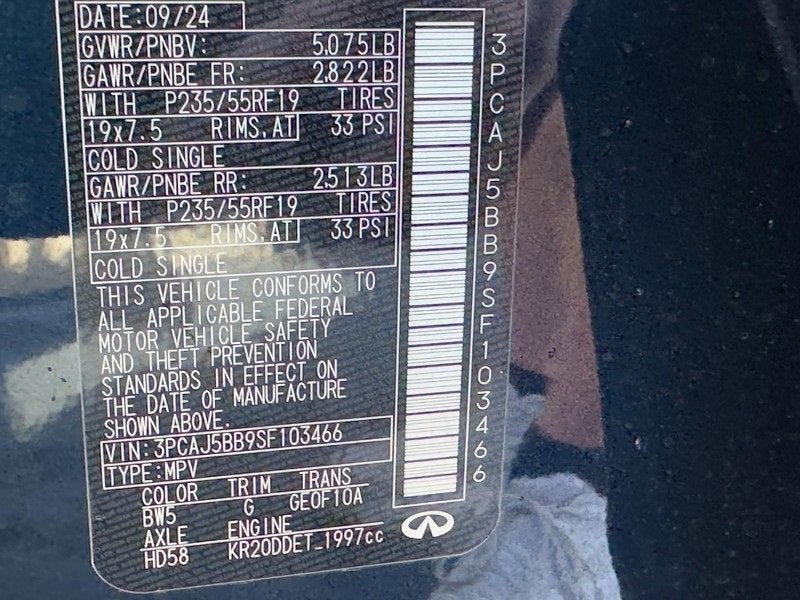 DATE:09/24
GVWR/PNBV: 5,075LB
GAWR/PNBE FR: 2,822LB
WITH P235/55RF19 TIRES
19x7.5 RIMS,AT 33 PSI
COLD SINGLE
GAWR/PNBE RR: 2,513LB
WITH P235/55RF19 TIRES
19x7.5 RIMS,AT 33 PSI
COLD SINGLE
THIS VEHICLE CONFORMS TO
ALL APPLICABLE FEDERAL
MOTOR VEHICLE SAFETY
AND THEFT PREVENTION
STANDARDS IN EFFECT ON
THE DATE OF MANUFACTURE
SHOWN ABOVE.
VIN:3PCAJ5BB9SF103466
TYPE:MPV
COLOR TRIM TRANS
BW5 G GE0F10A
AXLE ENGINE
HD58 KR20DDET_1997cc
3PCAJ5BB9SF103466